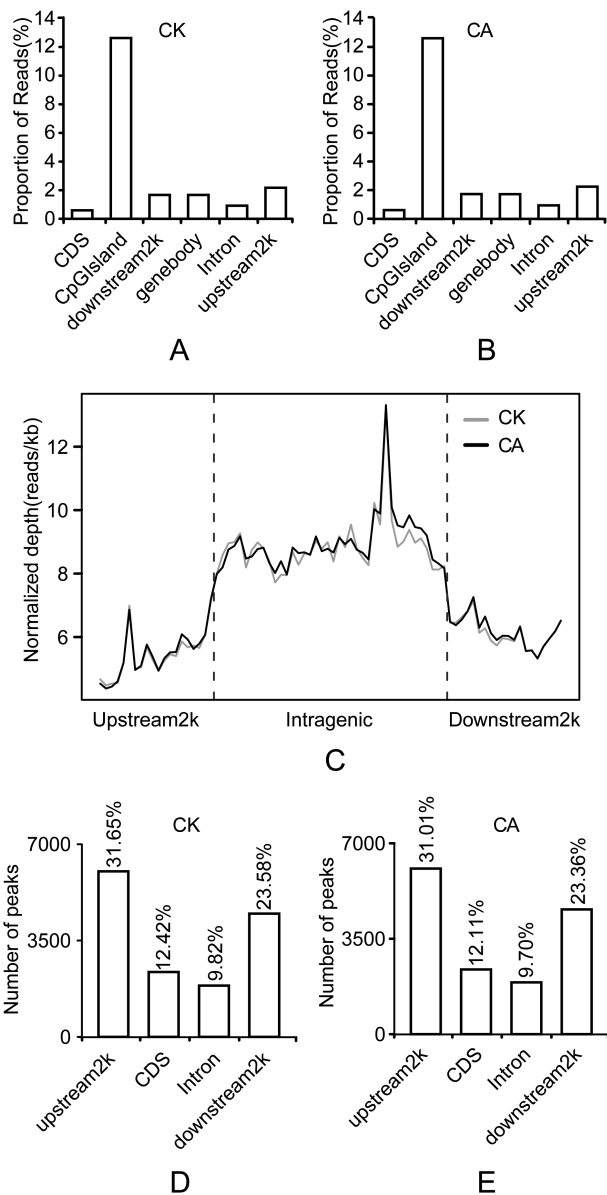 CK
Proportion of Reads(%)
14
12
10
8
6
4
2
0
CDS
CpGIsland
downstream2k
genebody
Intron
upstream2k
A
CA
Proportion of Reads(%)
14
12
10
8
6
4
2
0
CDS
CpGIsland
downstream2k
genebody
Intron
upstream2k
B
Normalized depth(reads/kb)
12
10
8
6
CK
CA
Upstream2k
Intragenic
Downstream2k
C
CK
Number of peaks
7000
3500
0
31.65%
12.42%
9.82%
23.58%
upstream2k
CDS
Intron
downstream2k
D
CA
Number of peaks
7000
3500
0
31.01%
12.11%
9.70%
23.36%
upstream2k
CDS
Intron
downstream2k
E